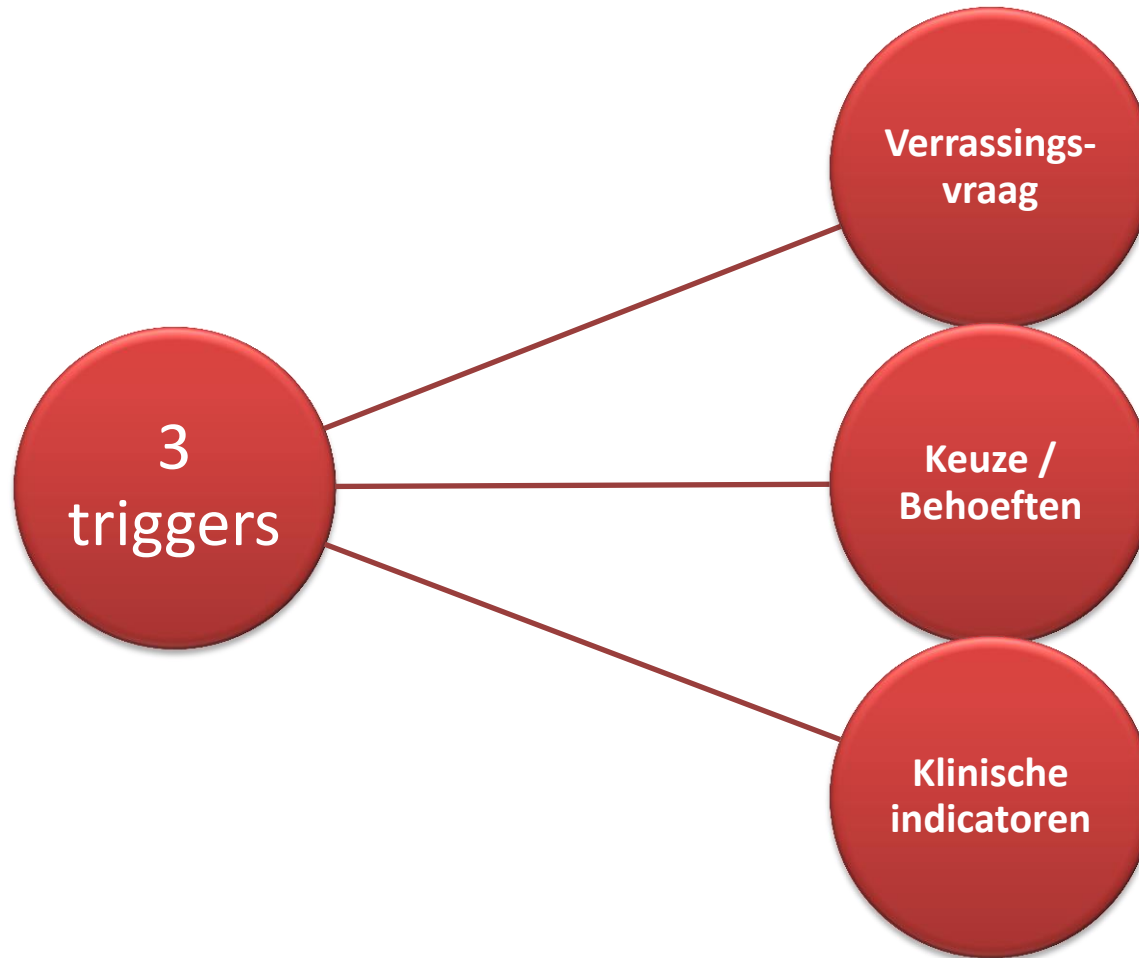 3
triggers
Verrassings-
vraag
Keuze /
Behoeften
Klinische
indicatoren